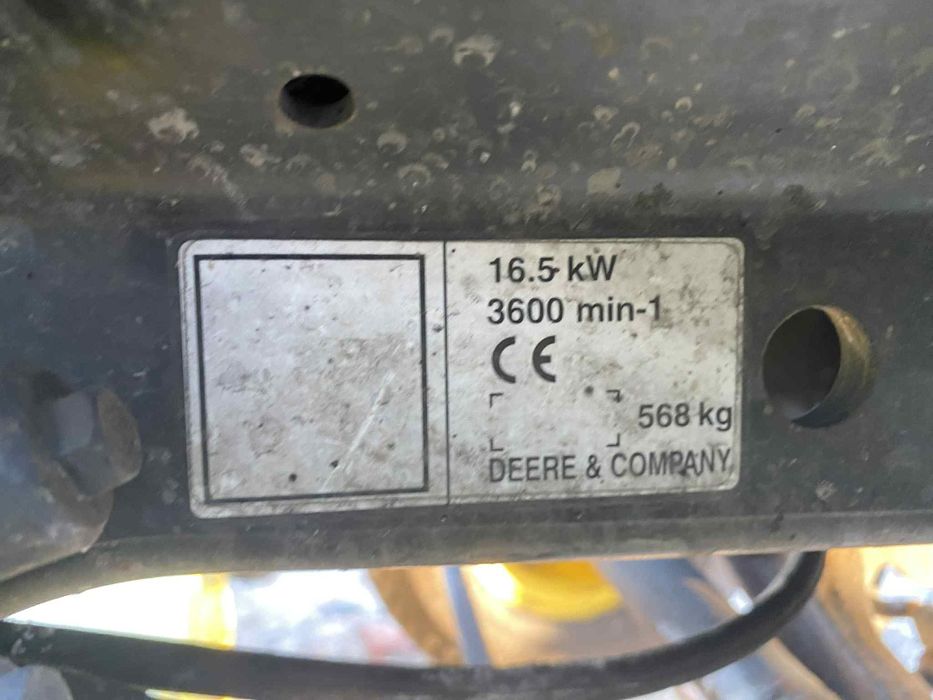 16.5 kW
3600 min-1
CE
568 kg
DEERE & COMPANY